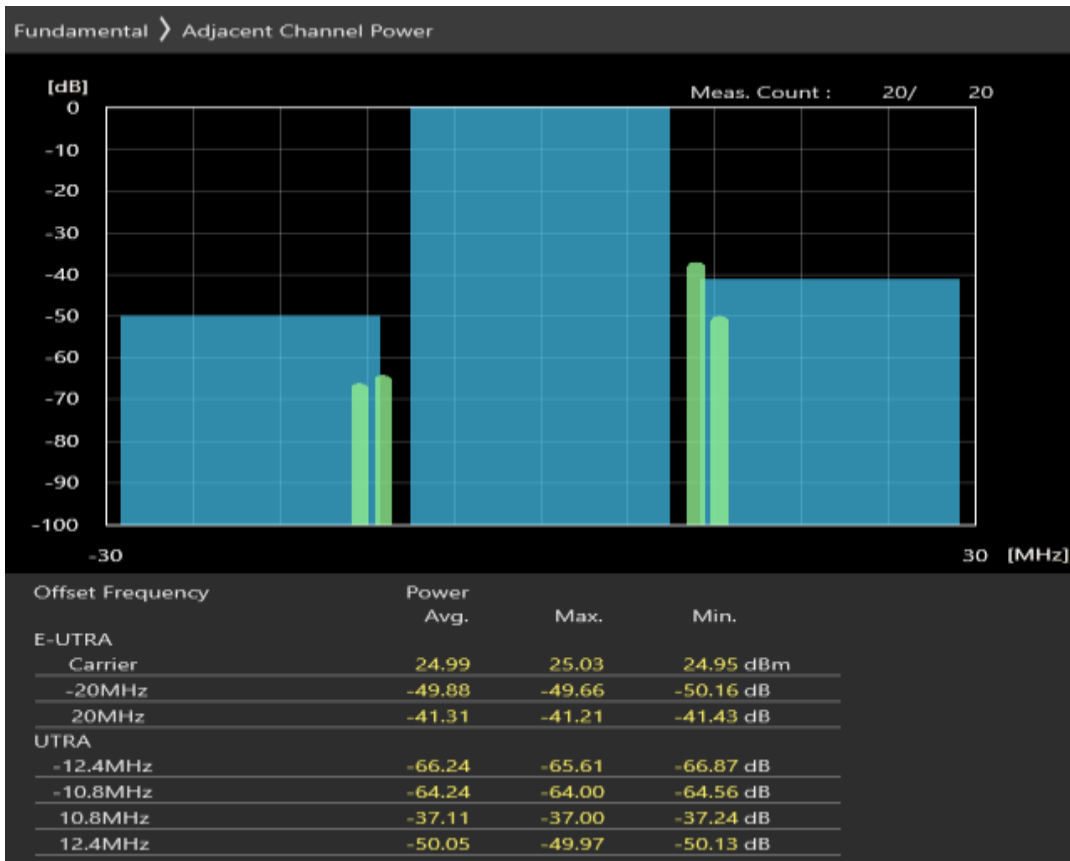 Fundamental ❯ Adjacent Channel Power
[dB]
Meas. Count : 20/ 20
0
-10
-20
-30
-40
-50
-60
-70
-80
-90
-100
-30 30 [MHz]
Offset Frequency Power
Avg. Max. Min.
E-UTRA
Carrier 24.99 25.03 24.95 dBm
-20MHz -49.88 -49.66 -50.16 dB
20MHz -41.31 -41.21 -41.43 dB
UTRA
-12.4MHz -66.24 -65.61 -66.87 dB
-10.8MHz -64.24 -64.00 -64.56 dB
10.8MHz -37.11 -37.00 -37.24 dB
12.4MHz -50.05 -49.97 -50.13 dB